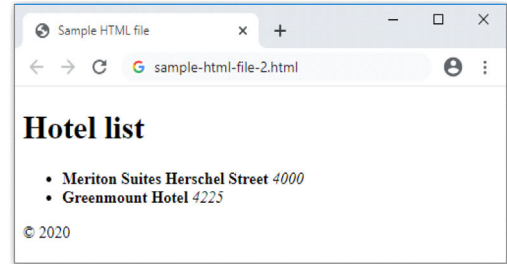 Sample HTML file
sample-html-file-2.html
Hotel list
• Meriton Suites Herschel Street 4000
• Greenmount Hotel 4225
© 2020